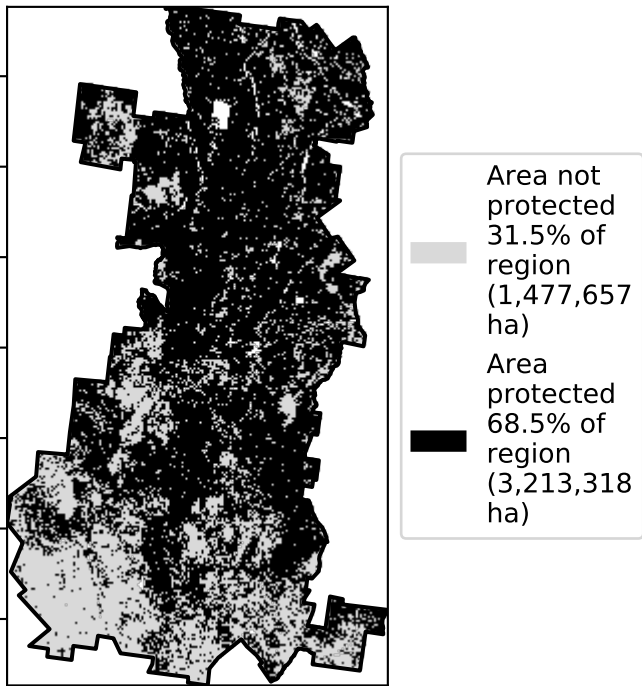 Area not
protected
31.5% of
region
(1,477,657
ha)
Area
protected
68.5% of
region
(3,213,318
ha)